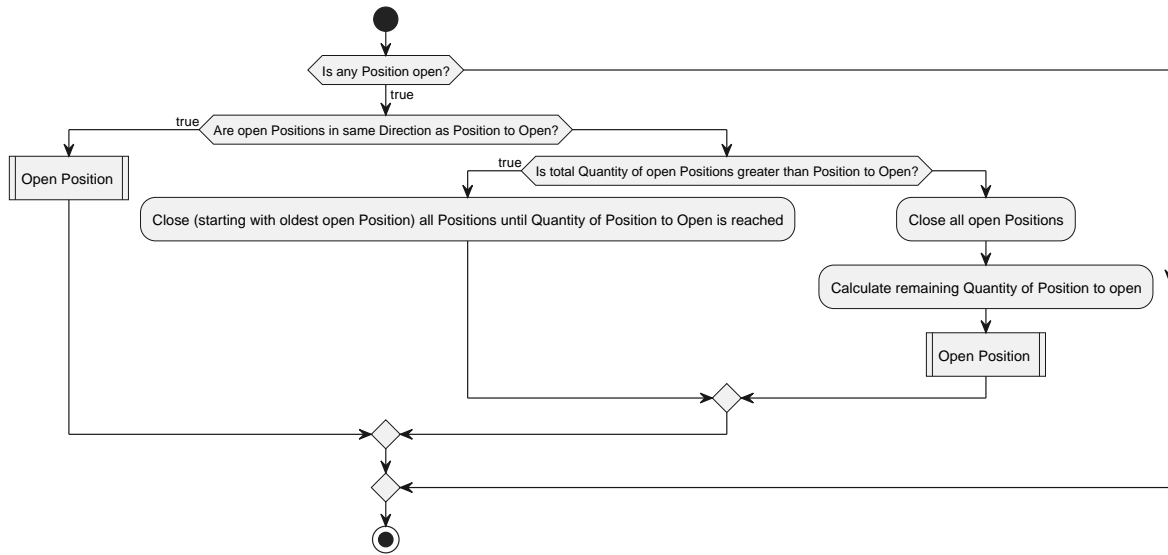 Is any Position open?
true
true
Are open Positions in same Direction as Position to Open?
Open Position
true
Is total Quantity of open Positions greater than Position to Open?
Close (starting with oldest open Position) all Positions until Quantity of Position to Open is reached
Close all open Positions
Calculate remaining Quantity of Position to open
Open Position